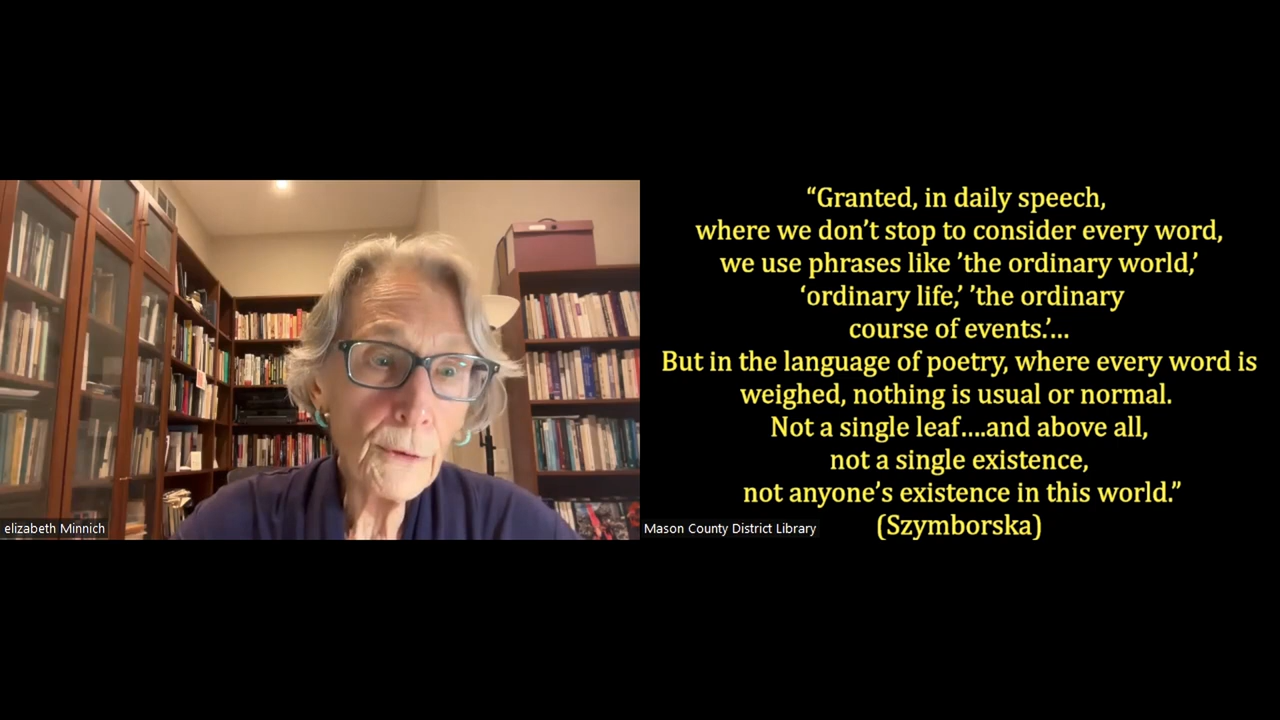 “Granted, in daily speech,
where we don’t stop to consider every word,
we use phrases like ’the ordinary world,’
‘ordinary life,’ ’the ordinary
course of events.’...
But in the language of poetry, where every word is
weighed, nothing is usual or normal.
Not a single leaf....and above all,
not a single existence,
not anyone’s existence in this world.”
(Szymborska)
elizabeth Minnich
Mason County District Library